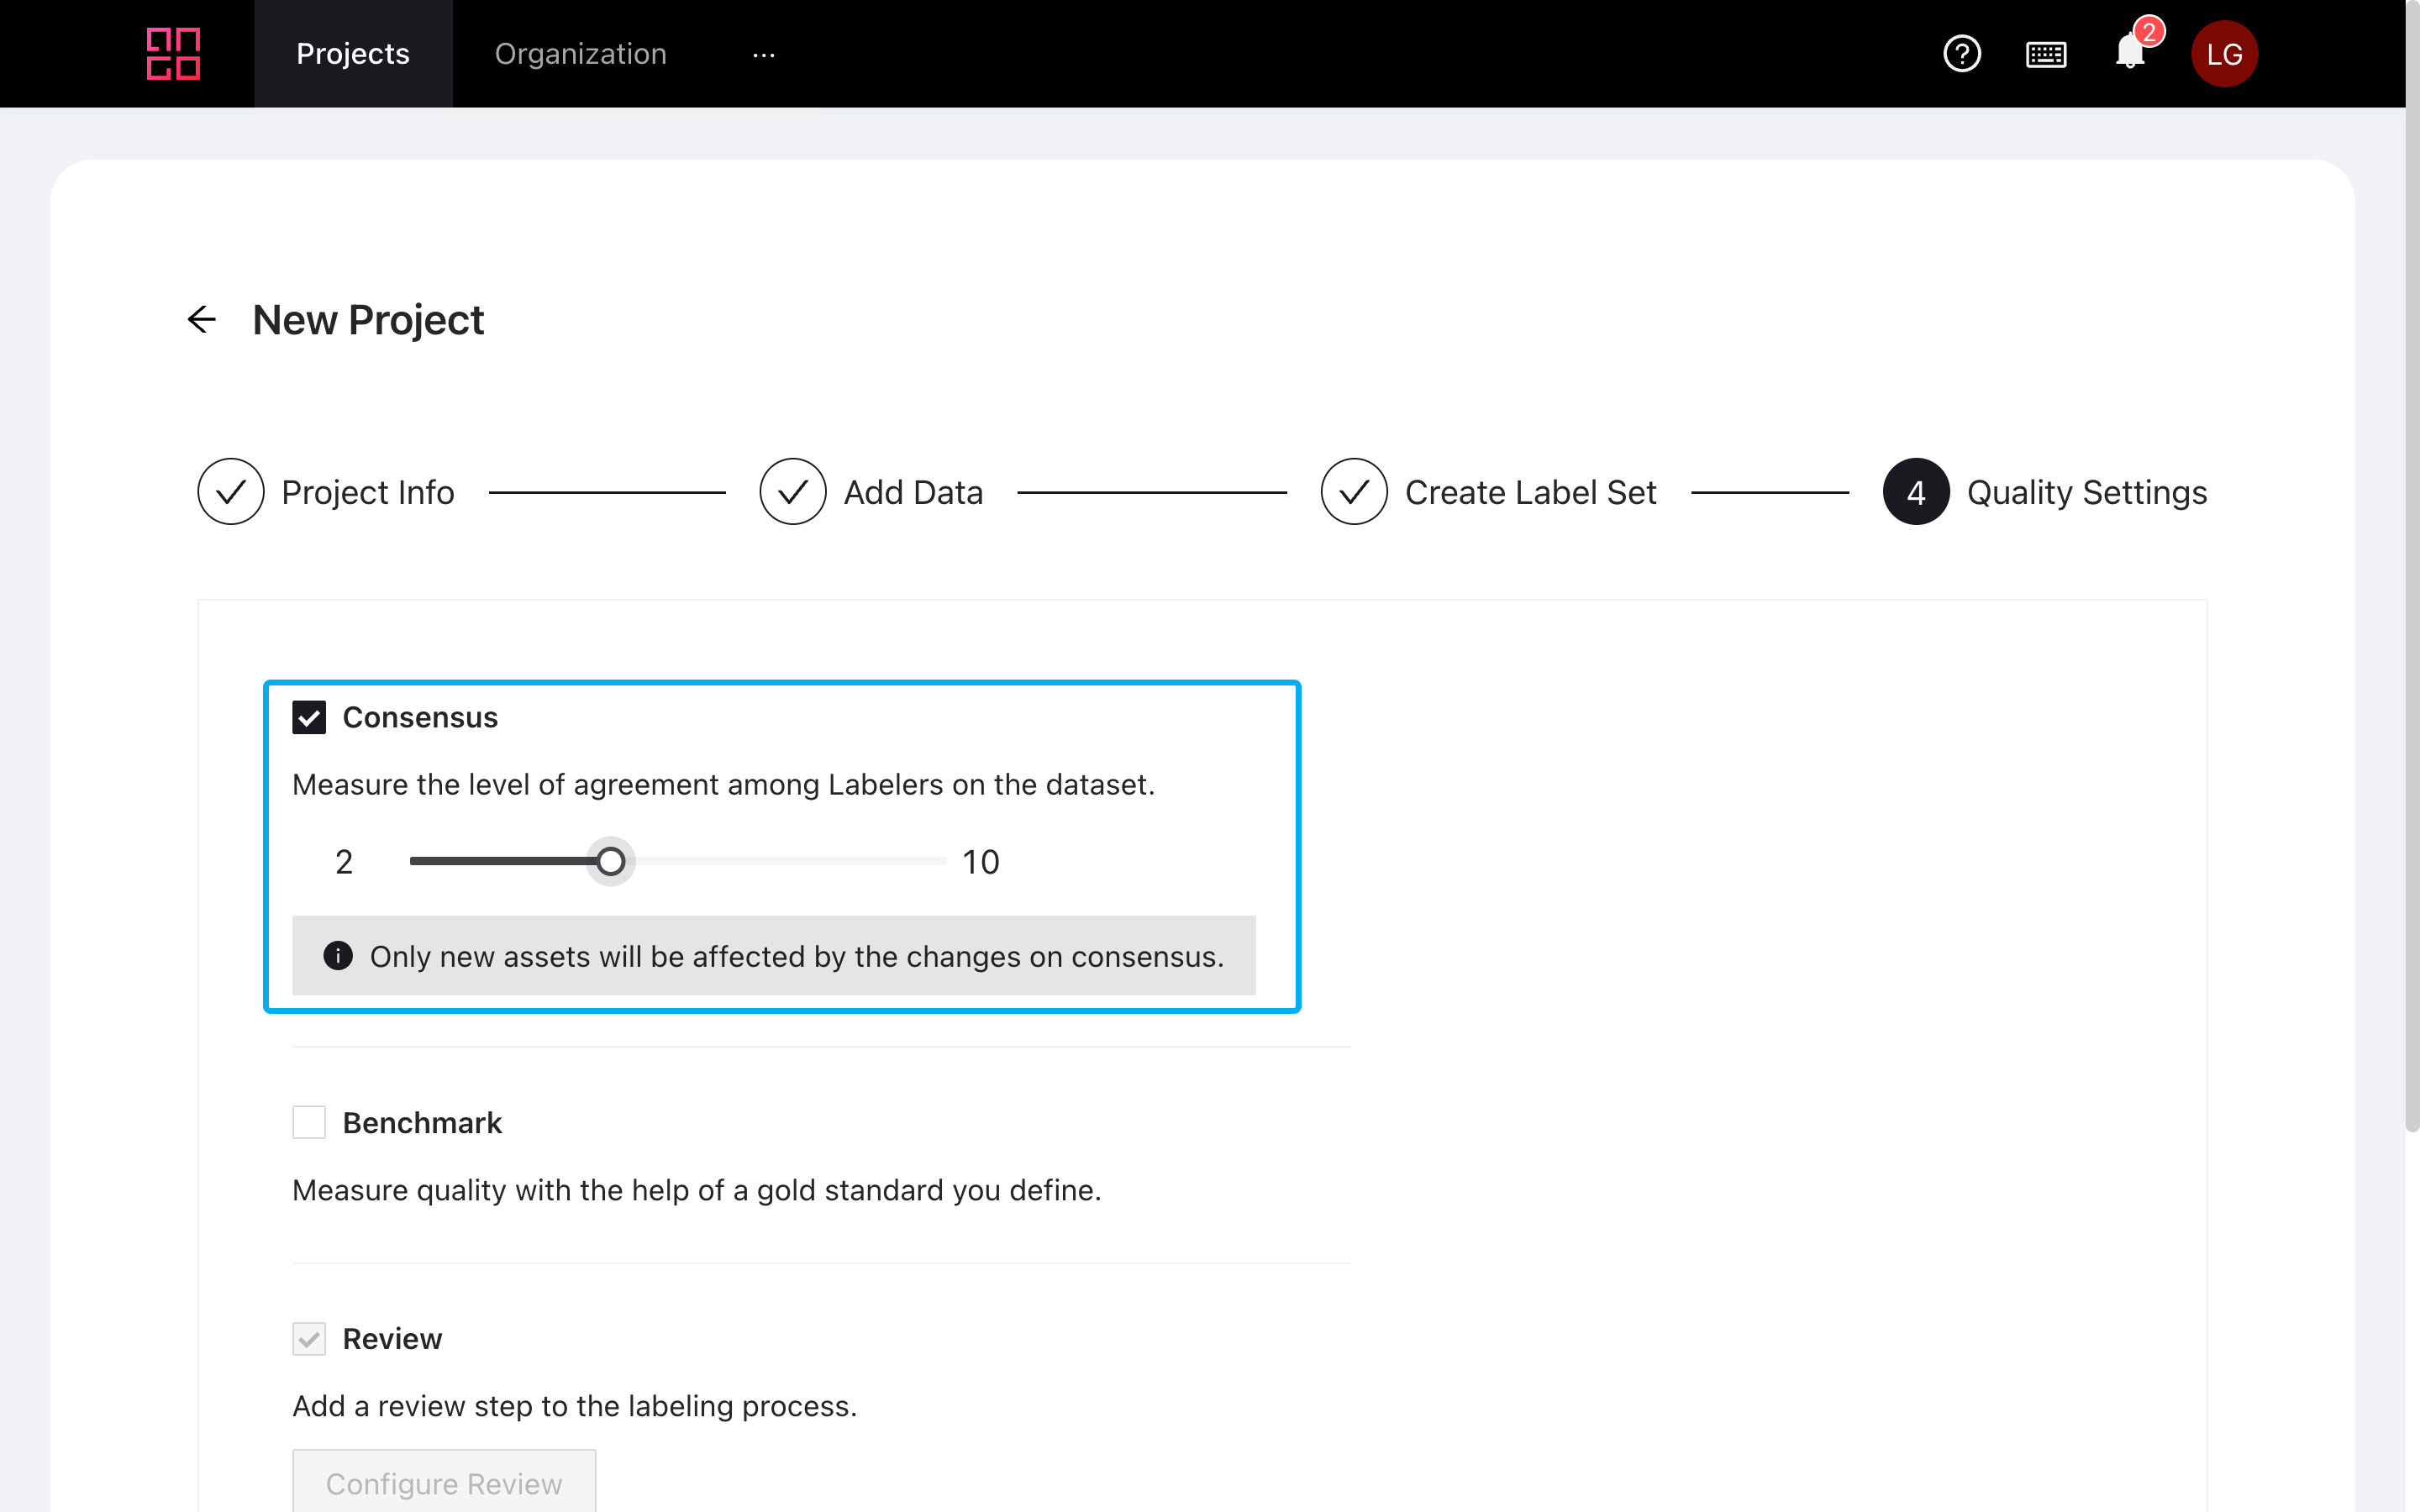 Projects
Organization
...
2
LG
New Project
Project Info
Add Data
Create Label Set
4
Quality Settings
Consensus
Measure the level of agreement among Labelers on the dataset.
2
10
Only new assets will be affected by the changes on consensus.
Benchmark
Measure quality with the help of a gold standard you define.
Review
Add a review step to the labeling process.
Configure Review